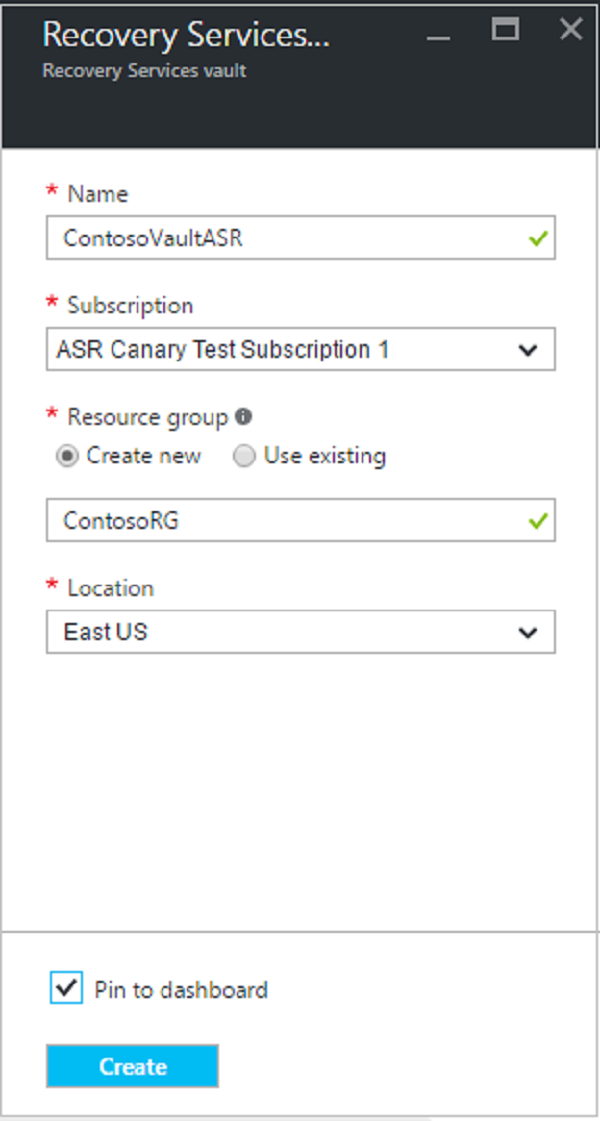 Recovery Services...
Recovery Services vault
* Name
ContosoVaultASR
* Subscription
ASR Canary Test Subscription 1
* Resource group
Create new Use existing
ContosoRG
* Location
East US
Pin to dashboard
Create